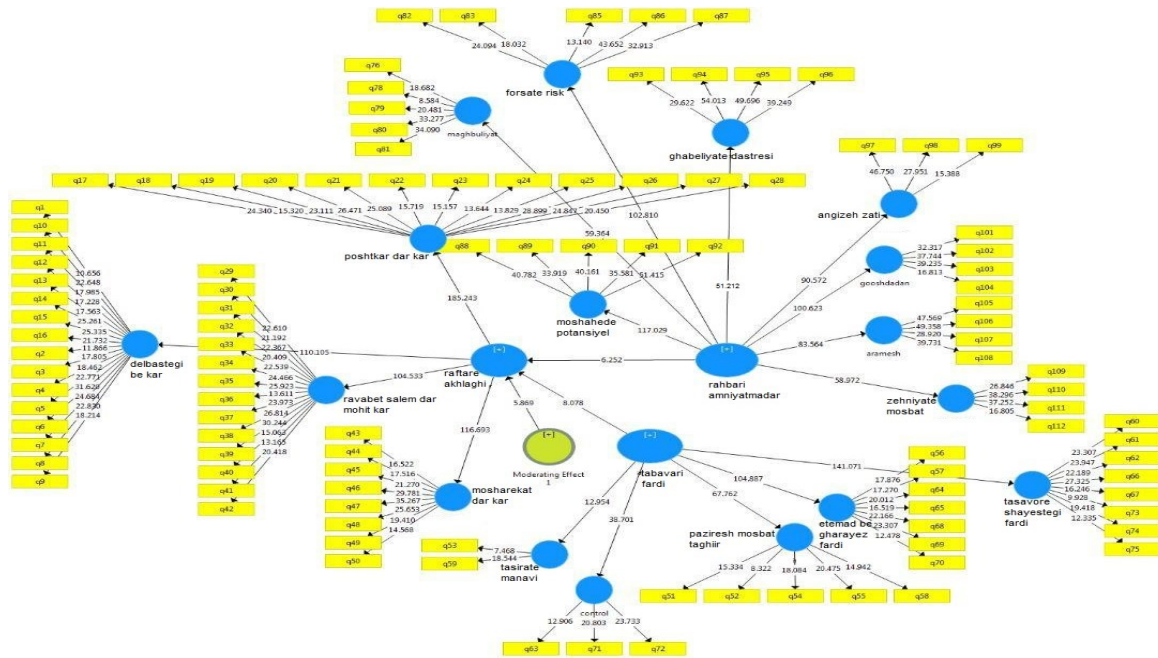 q82
q83
q85
q86
q87
24.094
18.032
13.140
43.652
32.913
forsate risk
q76
q78
q79
q80
q81
18.682
8.584
20.481
33.277
34.090
maghbuliyat
q93
q94
q95
q96
29.622
54.013
49.696
39.249
ghabeliyate dastresi
q97
q98
q99
46.750
27.951
15.388
angizeh zati
q17
q18
q19
q20
q21
q22
q23
q24
q25
q26
q27
q28
24.340
15.320
23.111
26.471
25.089
15.719
15.157
13.644
13.829
28.899
24.847
20.450
poshtkar dar kar
q88
q89
q90
q91
q92
40.782
33.919
40.161
35.581
51.415
moshahede
potansiyel
102.810
59.364
51.212
90.572
100.623
83.564
58.972
117.029
6.252
q101
q102
q103
q104
32.317
37.744
39.235
16.813
gooshdadan
q105
q106
q107
q108
47.569
49.358
28.920
39.731
aramesh
q109
q110
q111
q112
26.846
38.296
37.252
16.805
zehniyate
mosbat
[+]
rahbari
amniyatmadar
[+]
raftare
akhlaghi
185.243
110.105
104.533
116.693
5.869
8.078
q1
q10
q11
q12
q13
q14
q15
q16
q2
q3
q4
q5
q6
q7
q8
q9
22.648
17.985
17.228
17.563
25.261
25.335
21.732
11.866
17.805
18.462
22.771
31.628
24.684
22.830
18.214
delbastegi
be kar
q29
q30
q31
q32
q33
q34
q35
q36
q37
q38
q39
q40
q41
q42
22.610
21.192
22.367
20.409
22.539
24.466
25.923
13.611
23.973
26.814
30.244
15.063
13.165
20.418
ravabet salem dar
mohit kar
q43
q44
q45
q46
q47
q48
q49
q50
16.522
17.516
21.270
29.781
35.267
25.653
19.410
14.568
mosharekat
dar kar
[+]
Moderating Effect
1
tabavari
fardi
12.954
38.701
67.762
104.887
141.071
q53
q59
7.468
18.544
tasirate
manavi
control
q63
q71
q72
12.906
20.803
23.733
paziresh mosbat
taghiir
q51
q52
q54
q55
q58
15.334
8.322
18.084
20.475
14.942
etemad be
gharayez
fardi
q56
q57
q64
q65
q68
q69
q70
17.876
17.270
20.012
16.519
22.166
23.307
12.478
tasavore
shayestegi
fardi
q60
q61
q62
q66
q67
q73
q74
q75
23.307
23.947
22.189
27.325
16.246
9.928
19.418
12.335